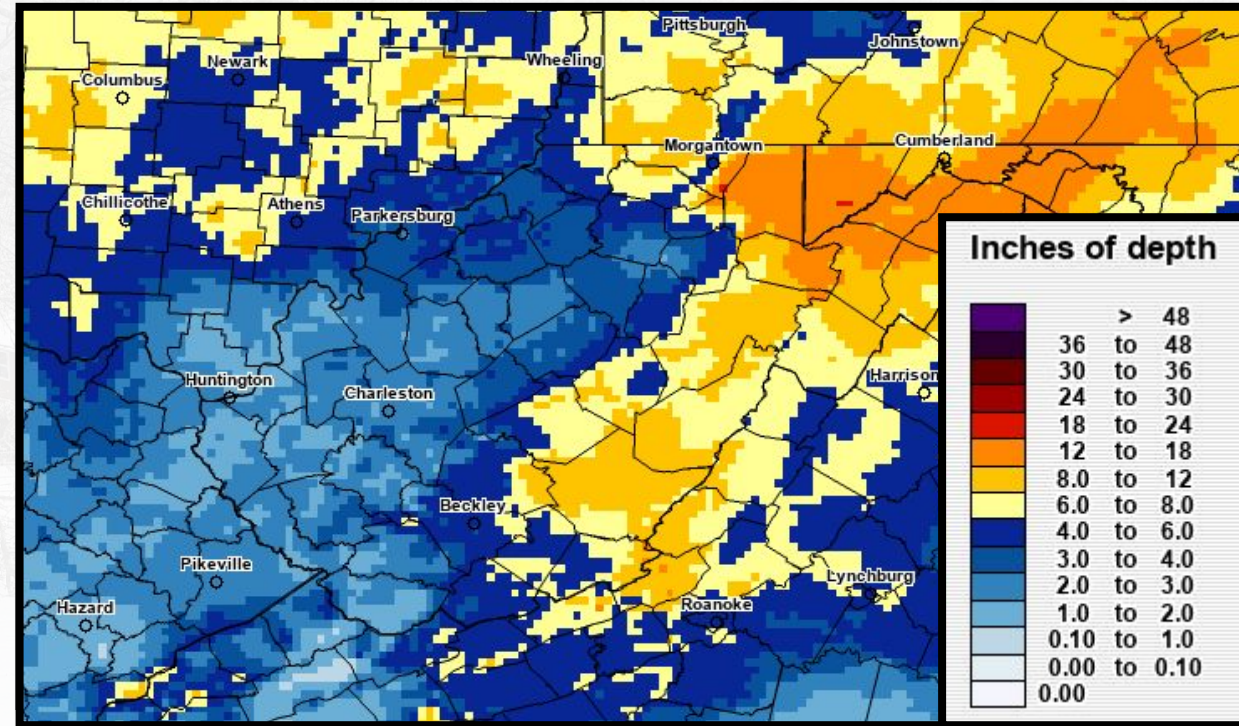 Pittsburgh
Johnstown
Newark
Wheeling
Columbus
Morgantown
Cumberland
Chillicothe
Athens
Parkersburg
Inches of depth
> 48
36 to 48
30 to 36
24 to 30
18 to 24
12 to 18
8.0 to 12
6.0 to 8.0
4.0 to 6.0
3.0 to 4.0
2.0 to 3.0
1.0 to 2.0
0.10 to 1.0
0.00 to 0.10
0.00
Huntington
Charleston
Harrison
Beckley
Pikeville
Lynchburg
Hazard
Roanoke